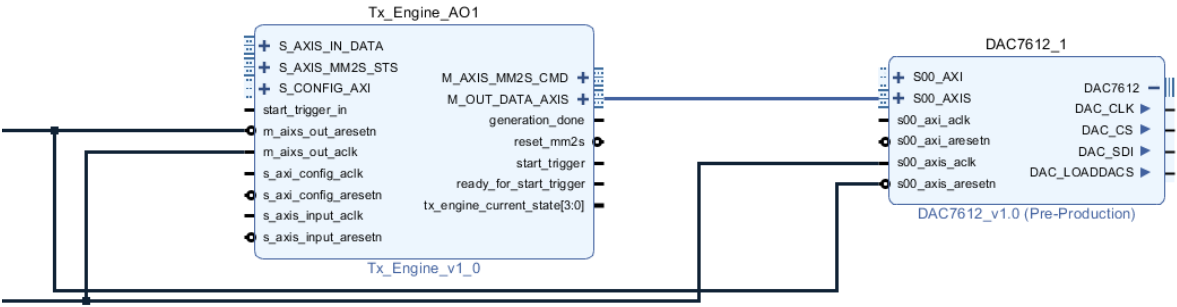 Tx_Engine_AO1
S_AXIS_IN_DATA
S_AXIS_MM2S_STS
S_CONFIG_AXI
start_trigger_in
m_aixs_out_aresetn
m_aixs_out_aclk
s_axi_config_aclk
s_axi_config_aresetn
s_axis_input_aclk
s_axis_input_aresetn
M_AXIS_MM2S_CMD
M_OUT_DATA_AXIS
generation_done
reset_mm2s
start_trigger
ready_for_start_trigger
tx_engine_current_state[3:0]
Tx_Engine_v1_0
DAC7612_1
S00_AXI
S00_AXIS
s00_axi_aclk
s00_axi_aresetn
s00_axis_aclk
s00_axis_aresetn
DAC7612
DAC_CLK
DAC_CS
DAC_SDI
DAC_LOADDACS
DAC7612_v1.0 (Pre-Production)